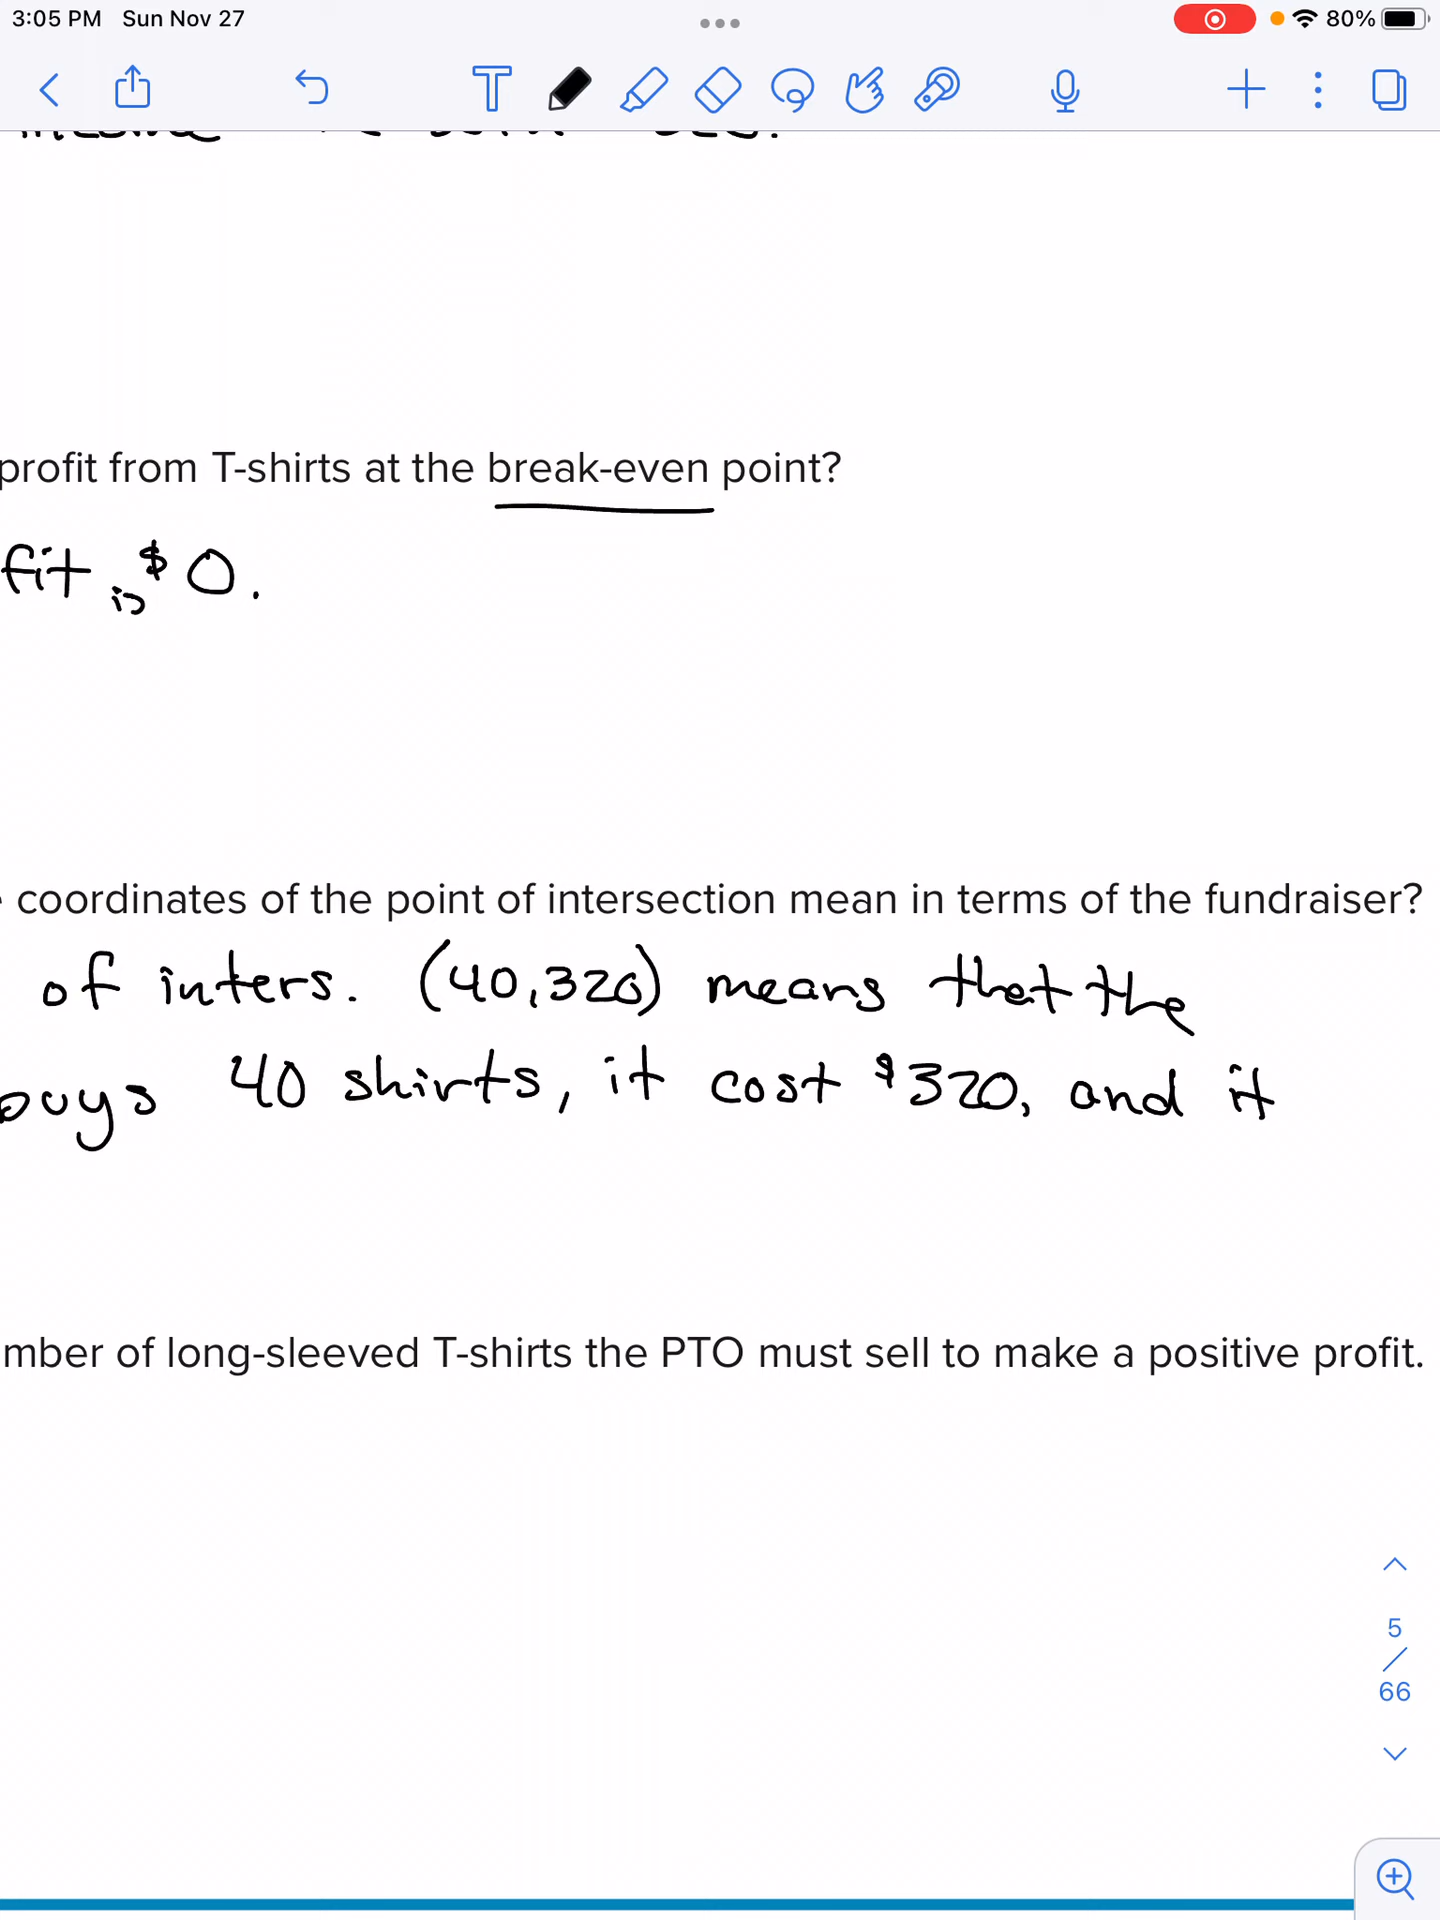 3:05 PM Sun Nov 27
80%
profit from T-shirts at the break-even point?
fit is $0.
coordinates of the point of intersection mean in terms of the fundraiser?
of inters. (40,320) means that the
buys 40 shirts, it cost $320, and it
mber of long-sleeved T-shirts the PTO must sell to make a positive profit.
5
/
66